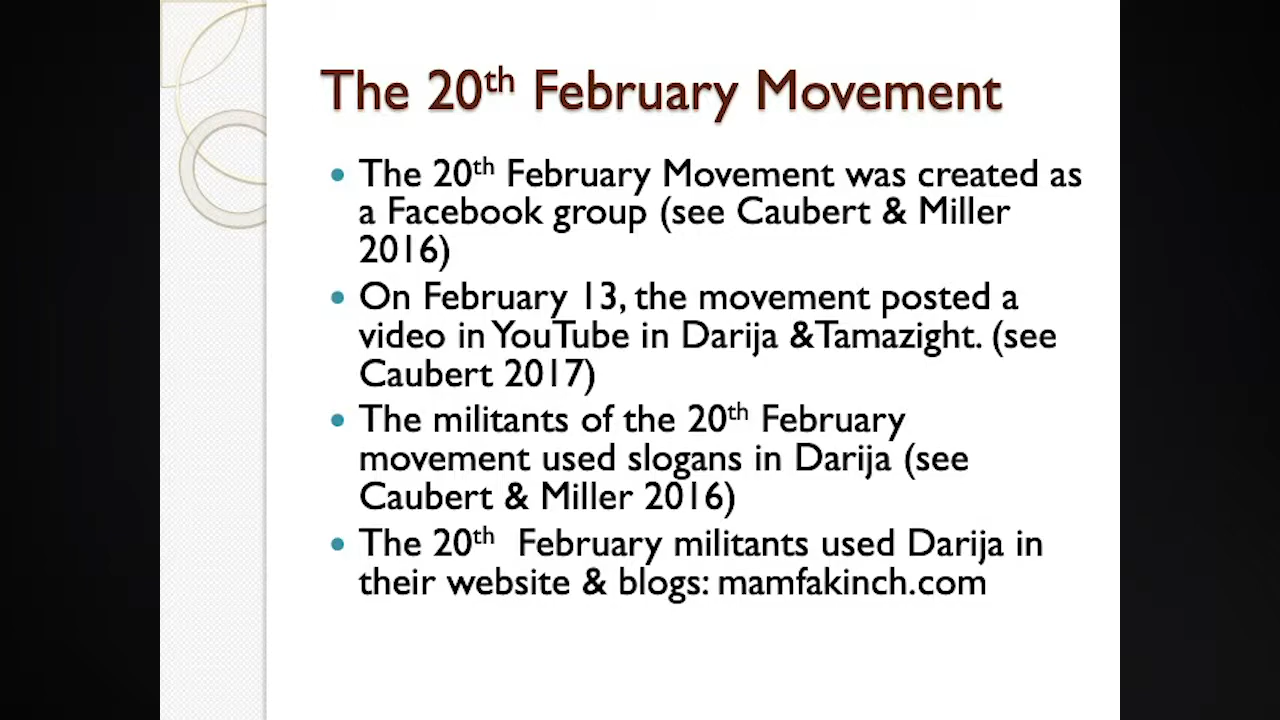 The 20th February Movement
• The 20th February Movement was created as
a Facebook group (see Caubert & Miller
2016)
• On February 13, the movement posted a
video in YouTube in Darija &Tamazight. (see
Caubert 2017)
• The militants of the 20th February
movement used slogans in Darija (see
Caubert & Miller 2016)
• The 20th  February militants used Darija in
their website & blogs: mamfakinch.com